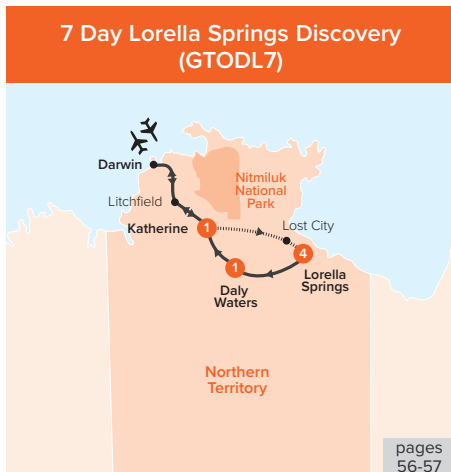 7 Day Lorella Springs Discovery
(GTODL7)
Darwin
Litchfield
Katherine
1
Nitmiluk
National
Park
Lost City
4
Lorella
Springs
1
Daly
Waters
Northern
Territory
pages
56-57